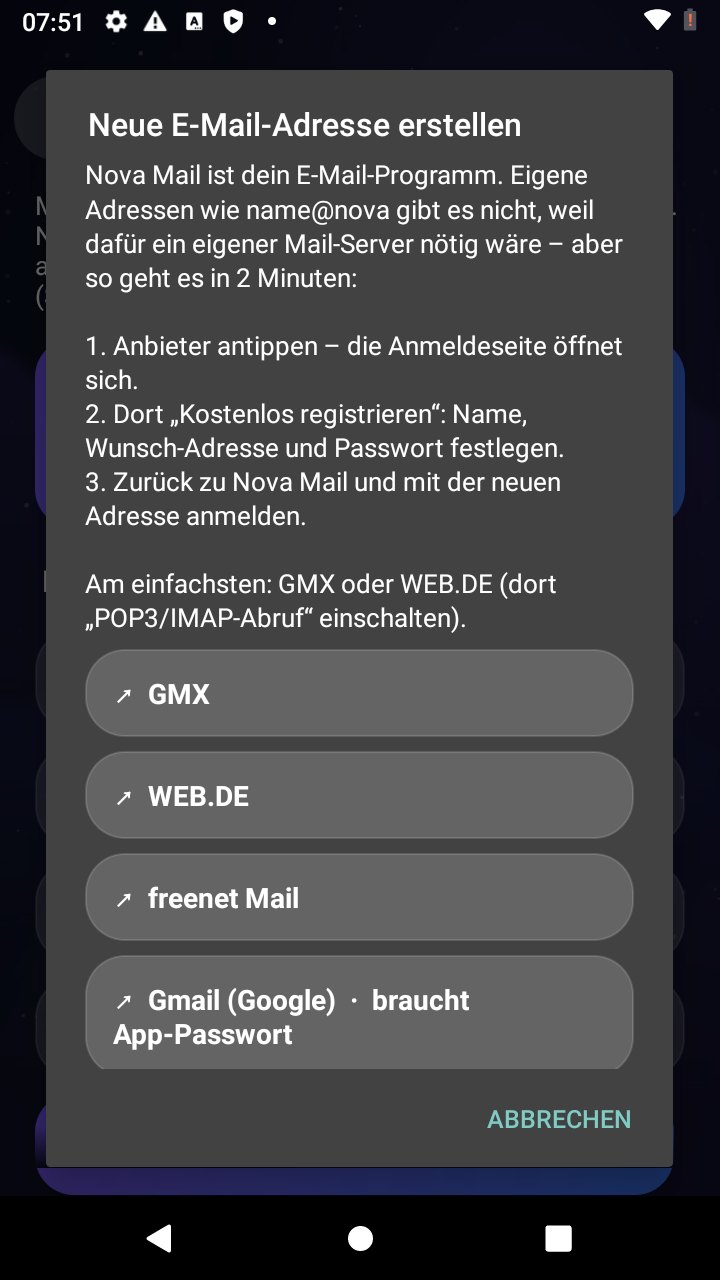 07:51
Neue E-Mail-Adresse erstellen
Nova Mail ist dein E-Mail-Programm. Eigene
Adressen wie name@nova gibt es nicht, weil
dafür ein eigener Mail-Server nötig wäre – aber
so geht es in 2 Minuten:
1. Anbieter antippen – die Anmeldeseite öffnet
sich.
2. Dort „Kostenlos registrieren“: Name,
Wunsch-Adresse und Passwort festlegen.
3. Zurück zu Nova Mail und mit der neuen
Adresse anmelden.
Am einfachsten: GMX oder WEB.DE (dort
„POP3/IMAP-Abruf“ einschalten).
➚ GMX
➚ WEB.DE
➚ freenet Mail
➚ Gmail (Google) · braucht
App-Passwort
ABBRECHEN